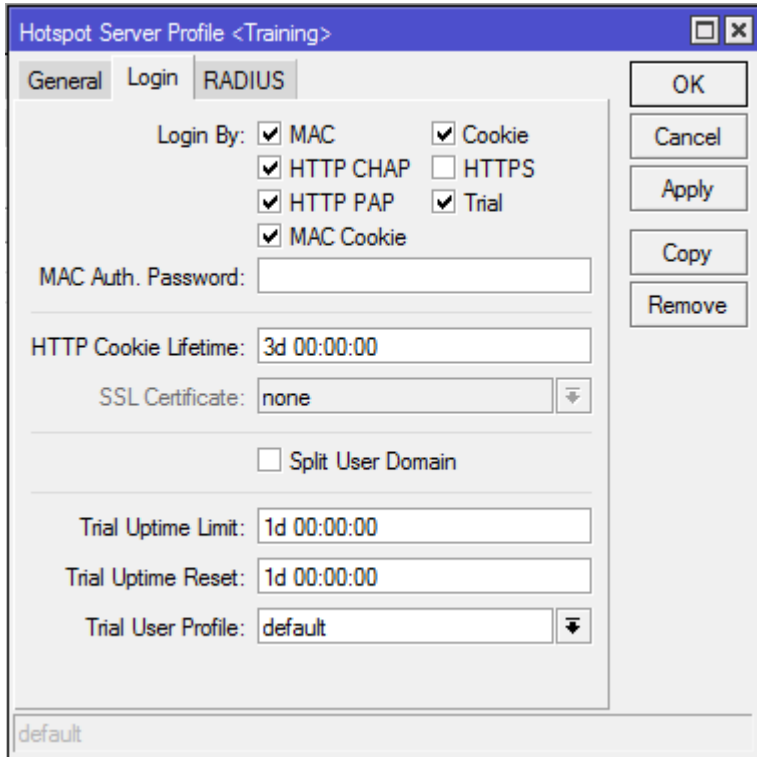 Hotspot Server Profile <Training>
General Login RADIUS
OK
Login By: MAC Cookie
Cancel
HTTP CHAP HTTPS
HTTP PAP Trial
Apply
MAC Cookie
Copy
MAC Auth. Password:
Remove
HTTP Cookie Lifetime: 3d 00:00:00
SSL Certificate: none
Split User Domain
Trial Uptime Limit: 1d 00:00:00
Trial Uptime Reset: 1d 00:00:00
Trial User Profile: default
default